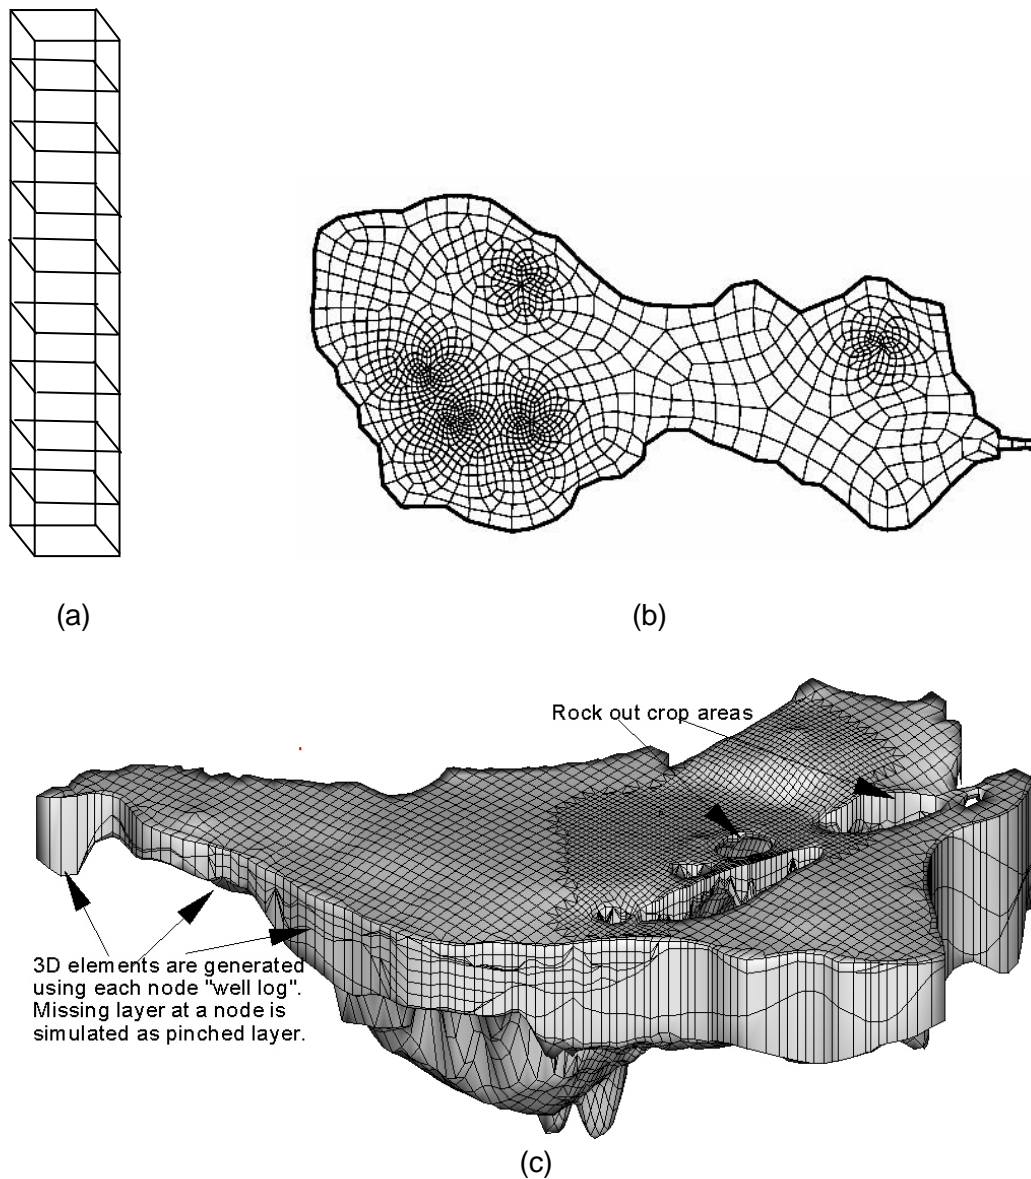 (a)
(b)
Rock out crop areas
3D elements are generated
using each node "well log".
Missing layer at a node is
simulated as pinched layer.
(c)